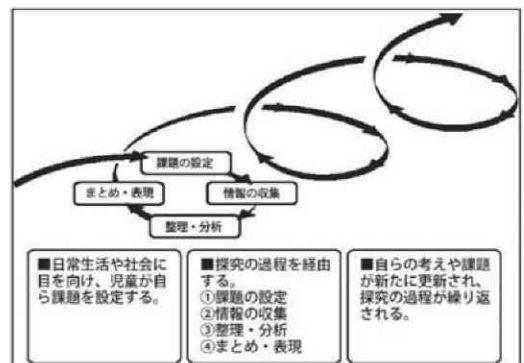 課題の設定
まとめ・表現
情報の収集
整理・分析
■日常生活や社会に
目を向け、児童が自
ら課題を設定する。
■探究の過程を経由
する。
①課題の設定
②情報の収集
③整理・分析
④まとめ・表現
■自らの考えや課題
が新たに更新され、
探究の過程が繰り返
される。